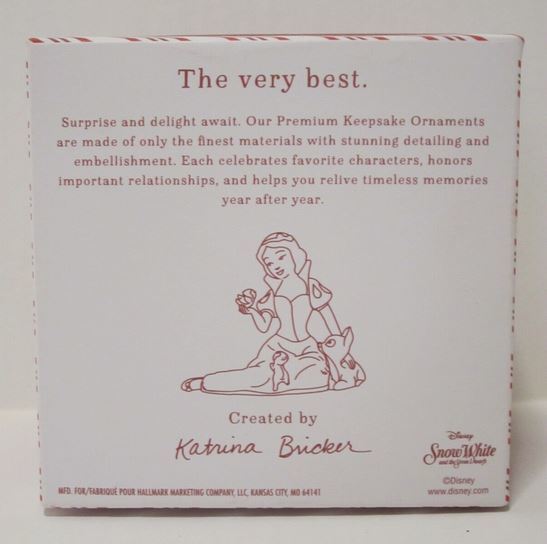 The very best.
Surprise and delight await. Our Premium Keepsake Ornaments
are made of only the finest materials with stunning detailing and
embellishment. Each celebrates favorite characters, honors
important relationships, and helps you relive timeless memories
year after year.
Created by
Katrina Bricker
Disney
Snow White
and the Seven Dwarfs
©Disney
www.disney.com
MFD. FOR/FABRIQUÉ POUR HALLMARK MARKETING COMPANY, LLC, KANSAS CITY, MO 64141